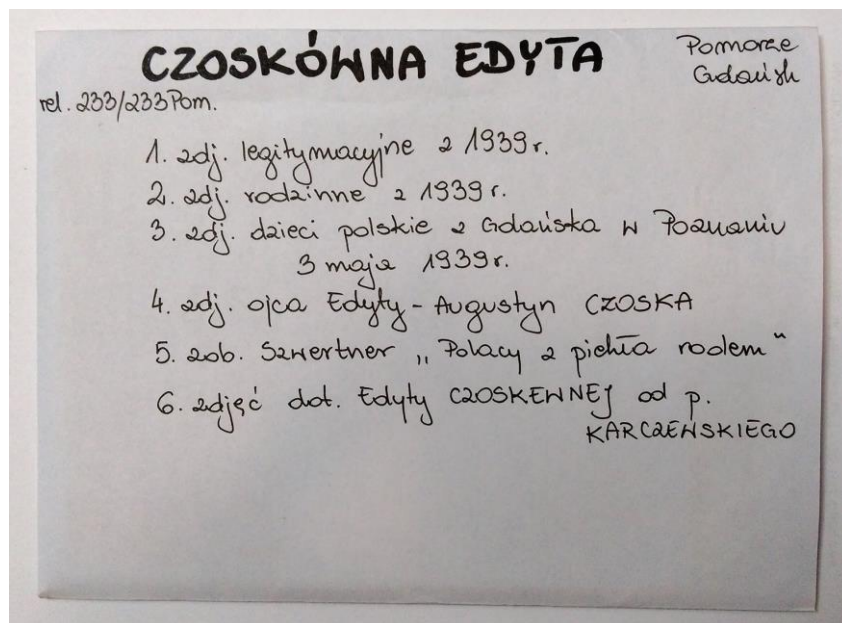 CZOSKÓWNA EDYTA
Pomorze
Gdańsk
rel. 233/233 Pom.
1. zdj. legitymacyjne z 1939 r.
2. zdj. rodzinne z 1939 r.
3. zdj. dzieci polskie z Gdańska w Poznaniu
3 maja 1939 r.
4. zdj. ojca Edyty - Augustyn CZOSKA
5. zob. Szwertner „Polacy z piekła rodem"
6. zdjęć dot. Edyty CZOSKEWNEJ od p.
KARCZEWSKIEGO